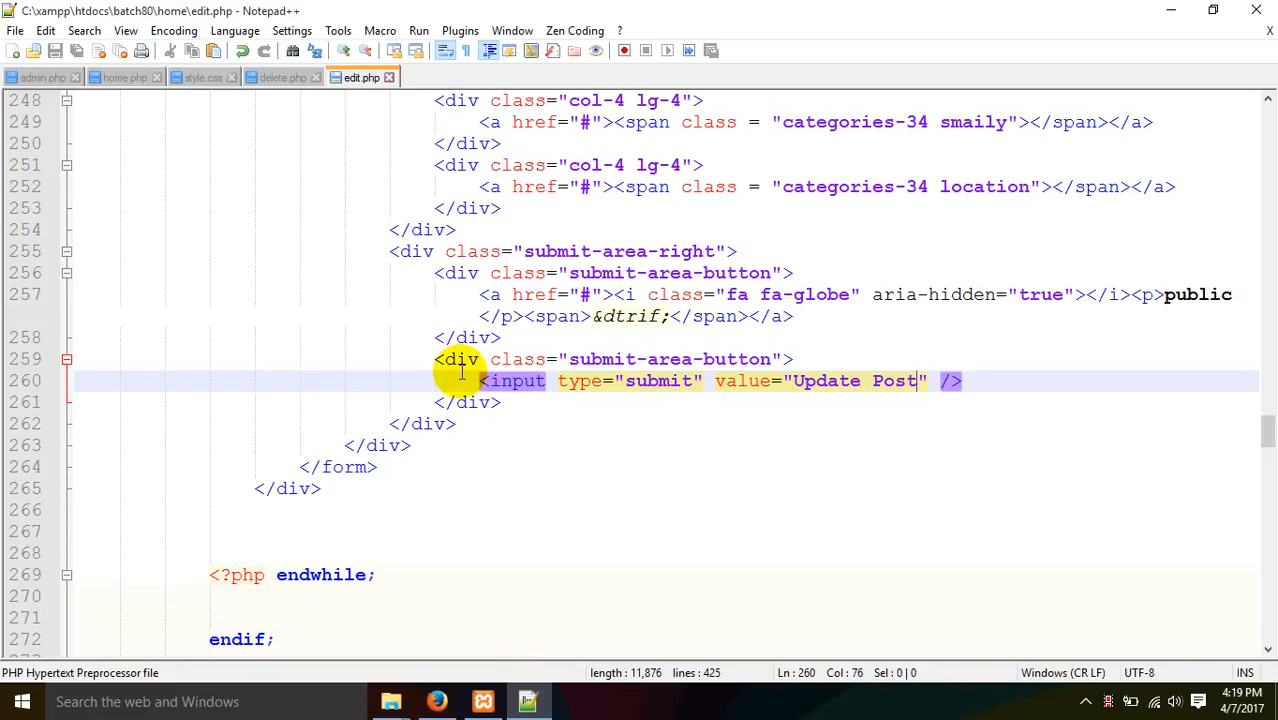 C:\xampp\htdocs\batch80\home\edit.php - Notepad++
File Edit Search View Encoding Language Settings Tools Macro Run Plugins Window Zen Coding ? X
admin.php home.php style.css delete.php edit.php
248 <div class="col-4 lg-4">
249 <a href="#"><span class = "categories-34 smaily"></span></a>
250 </div>
251 <div class="col-4 lg-4">
252 <a href="#"><span class = "categories-34 location"></span></a>
253 </div>
254 </div>
255 <div class="submit-area-right">
256 <div class="submit-area-button">
257 <a href="#"><i class="fa fa-globe" aria-hidden="true"></i><p>public
</p><span>&dtrif;</span></a>
258 </div>
259 <div class="submit-area-button">
260 <input type="submit" value="Update Post" />
261 </div>
262 </div>
263 </div>
264 </form>
265 </div>
266
267
268
269 <?php endwhile;
270
271
272 endif;
PHP Hypertext Preprocessor file length : 11,876 lines : 425 Ln : 260 Col : 76 Sel : 0 | 0 Windows (CR LF) UTF-8 INS
Search the web and Windows 4:19 PM
4/7/2017